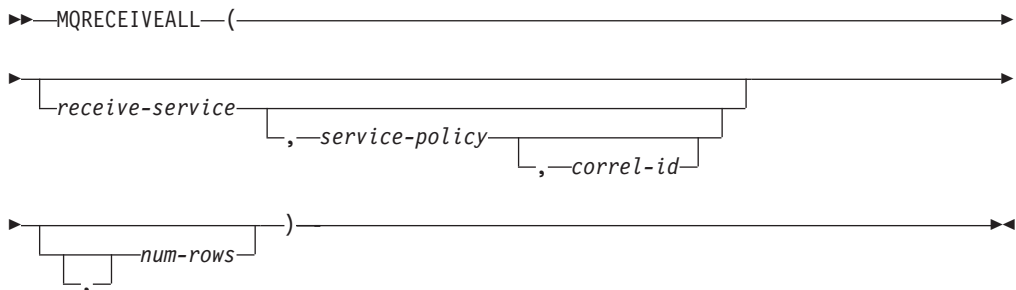 MQRECEIVEALL (
receive-service
, service-policy
, correl-id
)
num-rows
,